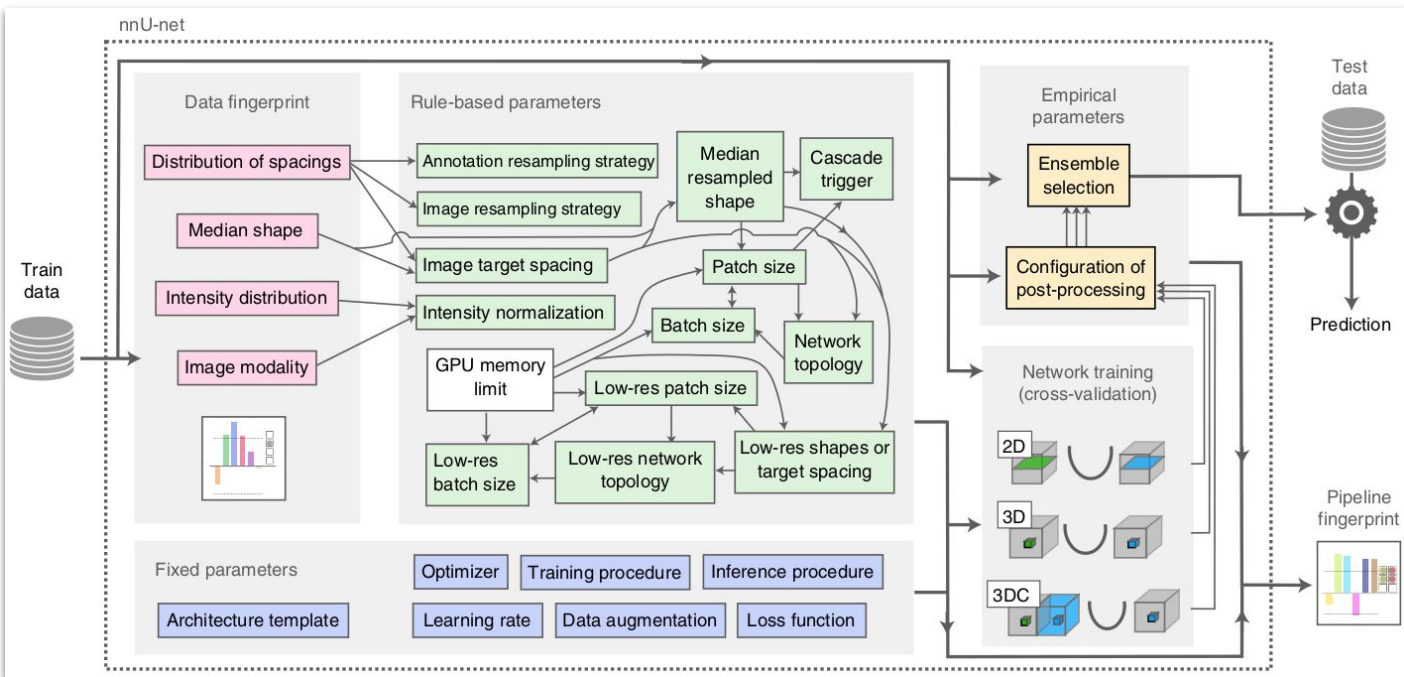 nnU-net
Data fingerprint
Distribution of spacings
Median shape
Intensity distribution
Image modality
Train
data
Rule-based parameters
Annotation resampling strategy
Image resampling strategy
Image target spacing
Intensity normalization
Median
resampled
shape
Cascade
trigger
Patch size
Batch size
Network
topology
GPU memory
limit
Low-res patch size
Low-res
batch size
Low-res network
topology
Low-res shapes or
target spacing
Fixed parameters
Optimizer
Training procedure
Inference procedure
Architecture template
Learning rate
Data augmentation
Loss function
Empirical
parameters
Ensemble
selection
Configuration of
post-processing
Network training
(cross-validation)
2D
3D
3DC
Test
data
Prediction
Pipeline
fingerprint